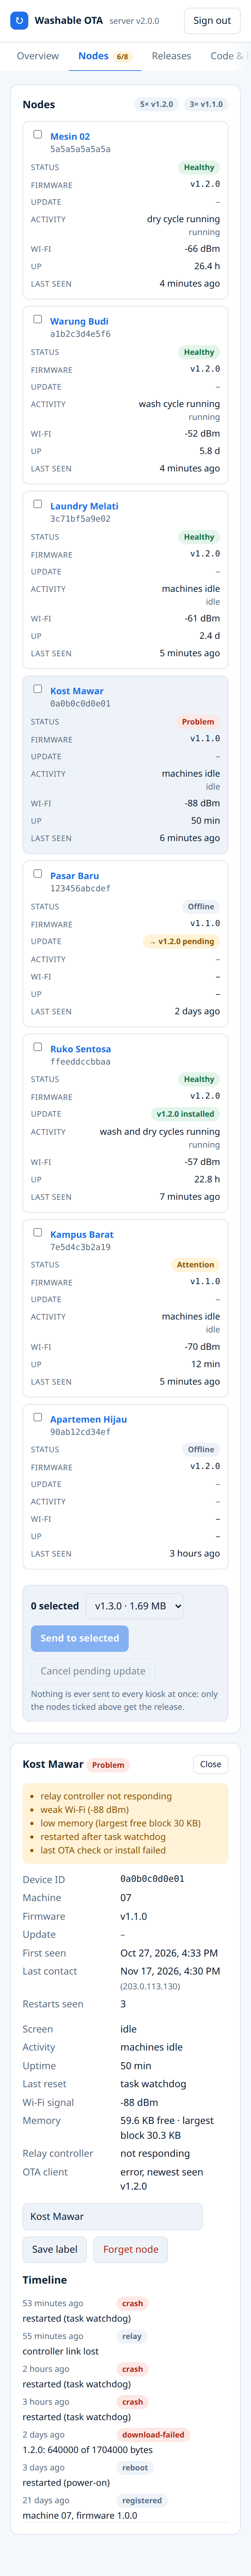 Washable OTA server v2.0.0 Sign out
Overview Nodes 6/8 Releases Code &
Nodes 5× v1.2.0 3× v1.1.0
Mesin 02
5a5a5a5a5a5a
STATUS Healthy
FIRMWARE v1.2.0
UPDATE –
ACTIVITY dry cycle running
running
WI-FI -66 dBm
UP 26.4 h
LAST SEEN 4 minutes ago
Warung Budi
a1b2c3d4e5f6
STATUS Healthy
FIRMWARE v1.2.0
UPDATE –
ACTIVITY wash cycle running
running
WI-FI -52 dBm
UP 5.8 d
LAST SEEN 4 minutes ago
Laundry Melati
3c71bf5a9e02
STATUS Healthy
FIRMWARE v1.2.0
UPDATE –
ACTIVITY machines idle
idle
WI-FI -61 dBm
UP 2.4 d
LAST SEEN 5 minutes ago
Kost Mawar
0a0b0c0d0e01
STATUS Problem
FIRMWARE v1.1.0
UPDATE –
ACTIVITY machines idle
idle
WI-FI -88 dBm
UP 50 min
LAST SEEN 6 minutes ago
Pasar Baru
123456abcdef
STATUS Offline
FIRMWARE v1.1.0
UPDATE → v1.2.0 pending
ACTIVITY –
WI-FI –
UP –
LAST SEEN 2 days ago
Ruko Sentosa
ffeeddccbbaa
STATUS Healthy
FIRMWARE v1.2.0
UPDATE v1.2.0 installed
ACTIVITY wash and dry cycles running
running
WI-FI -57 dBm
UP 22.8 h
LAST SEEN 7 minutes ago
Kampus Barat
7e5d4c3b2a19
STATUS Attention
FIRMWARE v1.1.0
UPDATE –
ACTIVITY machines idle
idle
WI-FI -70 dBm
UP 12 min
LAST SEEN 5 minutes ago
Apartemen Hijau
90ab12cd34ef
STATUS Offline
FIRMWARE v1.2.0
UPDATE –
ACTIVITY –
WI-FI –
UP –
LAST SEEN 3 hours ago
0 selected v1.3.0 · 1.69 MB
Send to selected
Cancel pending update
Nothing is ever sent to every kiosk at once: only
the nodes ticked above get the release.
Kost Mawar Problem Close
• relay controller not responding
• weak Wi-Fi (-88 dBm)
• low memory (largest free block 30 KB)
• restarted after task watchdog
• last OTA check or install failed
Device ID 0a0b0c0d0e01
Machine 07
Firmware v1.1.0
Update –
First seen Oct 27, 2026, 4:33 PM
Last contact Nov 17, 2026, 4:30 PM
(203.0.113.130)
Restarts seen 3
Screen idle
Activity machines idle
Uptime 50 min
Last reset task watchdog
Wi-Fi signal -88 dBm
Memory 59.6 KB free · largest
block 30.3 KB
Relay controller not responding
OTA client error, newest seen
v1.2.0
Kost Mawar
Save label Forget node
Timeline
53 minutes ago crash
restarted (task watchdog)
55 minutes ago relay
controller link lost
2 hours ago crash
restarted (task watchdog)
3 hours ago crash
restarted (task watchdog)
2 days ago download-failed
1.2.0: 640000 of 1704000 bytes
3 days ago reboot
restarted (power-on)
21 days ago registered
machine 07, firmware 1.0.0